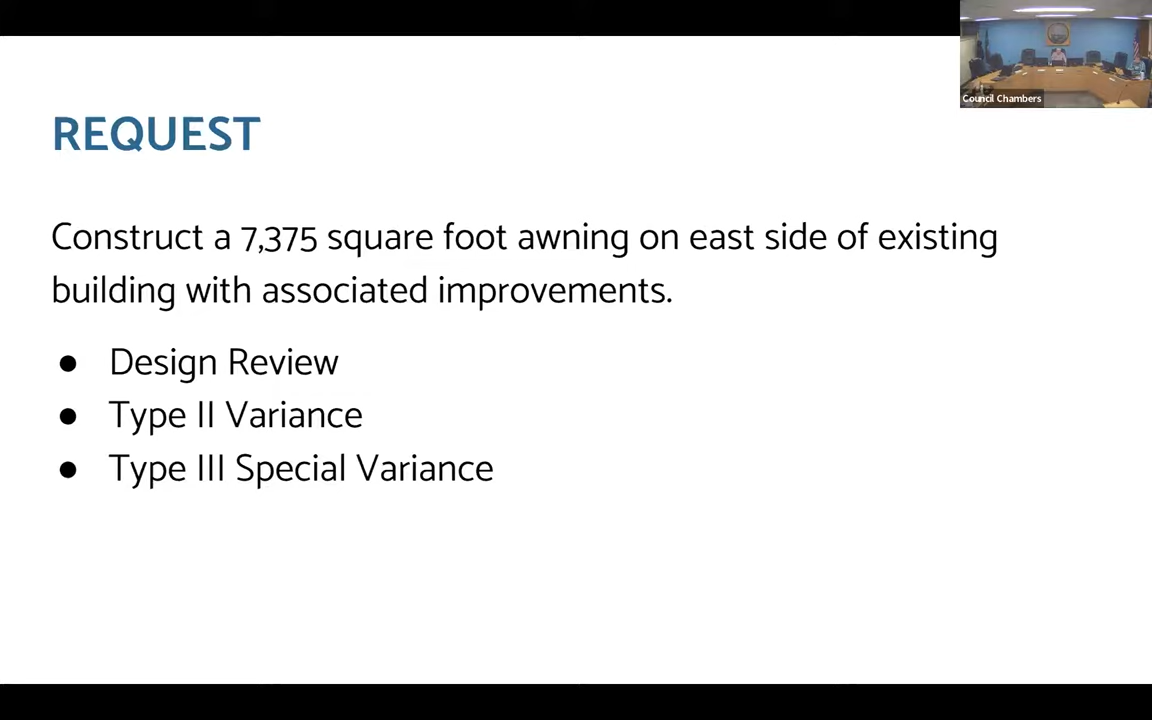 Council Chambers
REQUEST
Construct a 7,375 square foot awning on east side of existing
building with associated improvements.
● Design Review
● Type II Variance
● Type III Special Variance